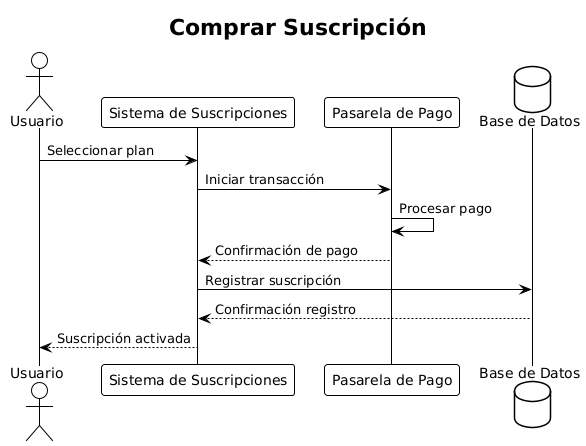 Comprar Suscripción
Usuario
Sistema de Suscripciones
Pasarela de Pago
Base de Datos
Seleccionar plan
Iniciar transacción
Procesar pago
Confirmación de pago
Registrar suscripción
Confirmación registro
Suscripción activada
Usuario
Sistema de Suscripciones
Pasarela de Pago
Base de Datos